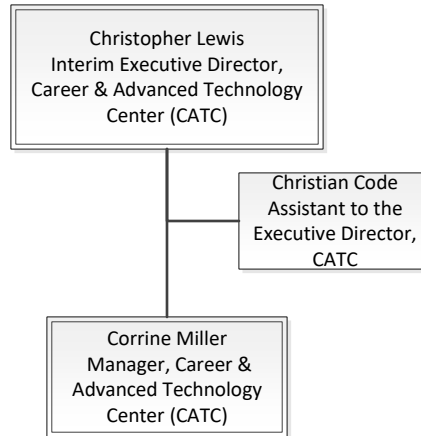 Christopher Lewis
Interim Executive Director,
Career & Advanced Technology
Center (CATC)
Christian Code
Assistant to the
Executive Director,
CATC
Corrine Miller
Manager, Career &
Advanced Technology
Center (CATC)